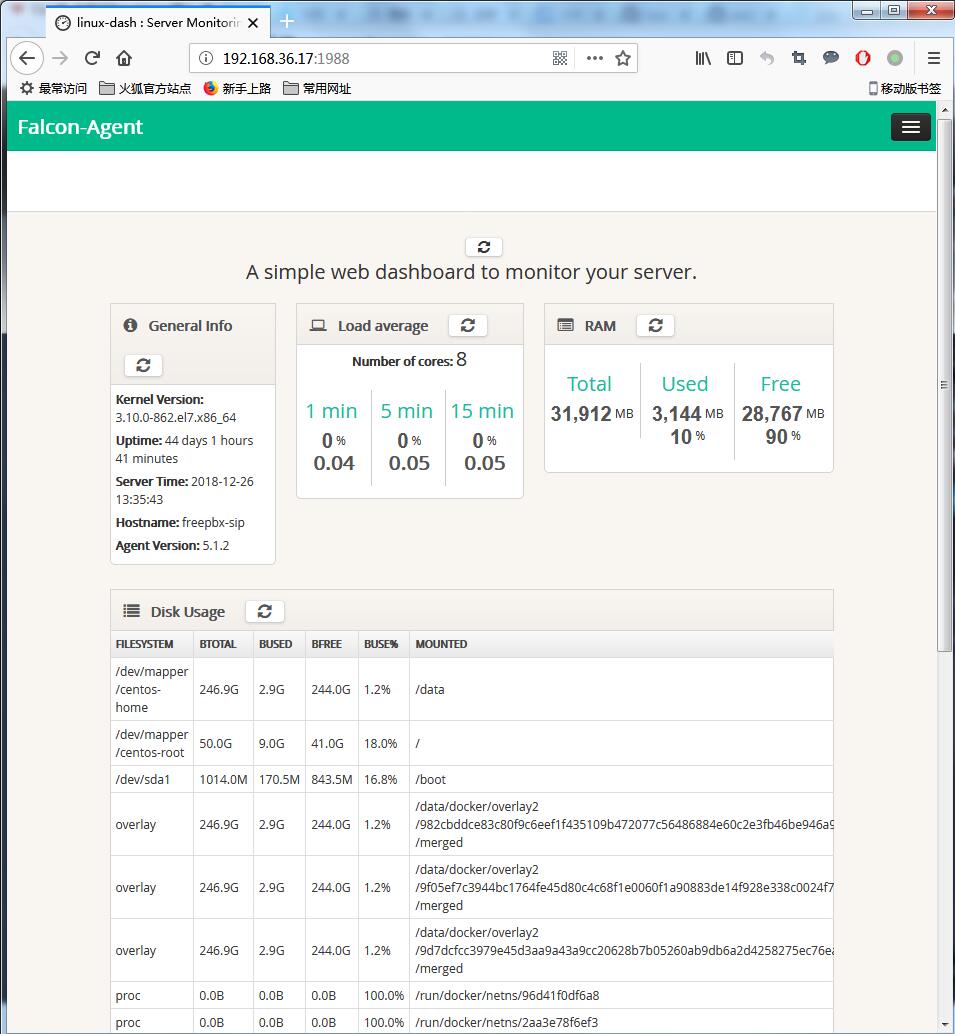 linux-dash : Server Monitorin
192.168.36.17:1988
最常访问 火狐官方站点 新手上路 常用网址 移动版书签
Falcon-Agent
A simple web dashboard to monitor your server.
General Info
Kernel Version:
3.10.0-862.el7.x86_64
Uptime: 44 days 1 hours
41 minutes
Server Time: 2018-12-26
13:35:43
Hostname: freepbx-sip
Agent Version: 5.1.2
Load average
Number of cores: 8
1 min 5 min 15 min
0 % 0 % 0 %
0.04 0.05 0.05
RAM
Total Used Free
31,912 MB 3,144 MB 28,767 MB
10 % 90 %
Disk Usage
FILESYSTEM BTOTAL BUSED BFREE BUSE% MOUNTED
/dev/mapper
/centos-
home
246.9G 2.9G 244.0G 1.2% /data
/dev/mapper
/centos-root
50.0G 9.0G 41.0G 18.0% /
/dev/sda1 1014.0M 170.5M 843.5M 16.8% /boot
overlay 246.9G 2.9G 244.0G 1.2%
/data/docker/overlay2
/982cbddce83c80f9c6eef1f435109b472077c56486884e60c2e3fb46be946a9
/merged
overlay 246.9G 2.9G 244.0G 1.2%
/data/docker/overlay2
/9f05ef7c3944bc1764fe45d80c4c68f1e0060f1a90883de14f928e338c0024f7
/merged
overlay 246.9G 2.9G 244.0G 1.2%
/data/docker/overlay2
/9d7dcfcc3979e45d3aa9a43a9cc20628b7b05260ab9db6a2d4258275ec76ea
/merged
proc 0.0B 0.0B 0.0B 100.0% /run/docker/netns/96d41f0df6a8
proc 0.0B 0.0B 0.0B 100.0% /run/docker/netns/2aa3e78f6ef3